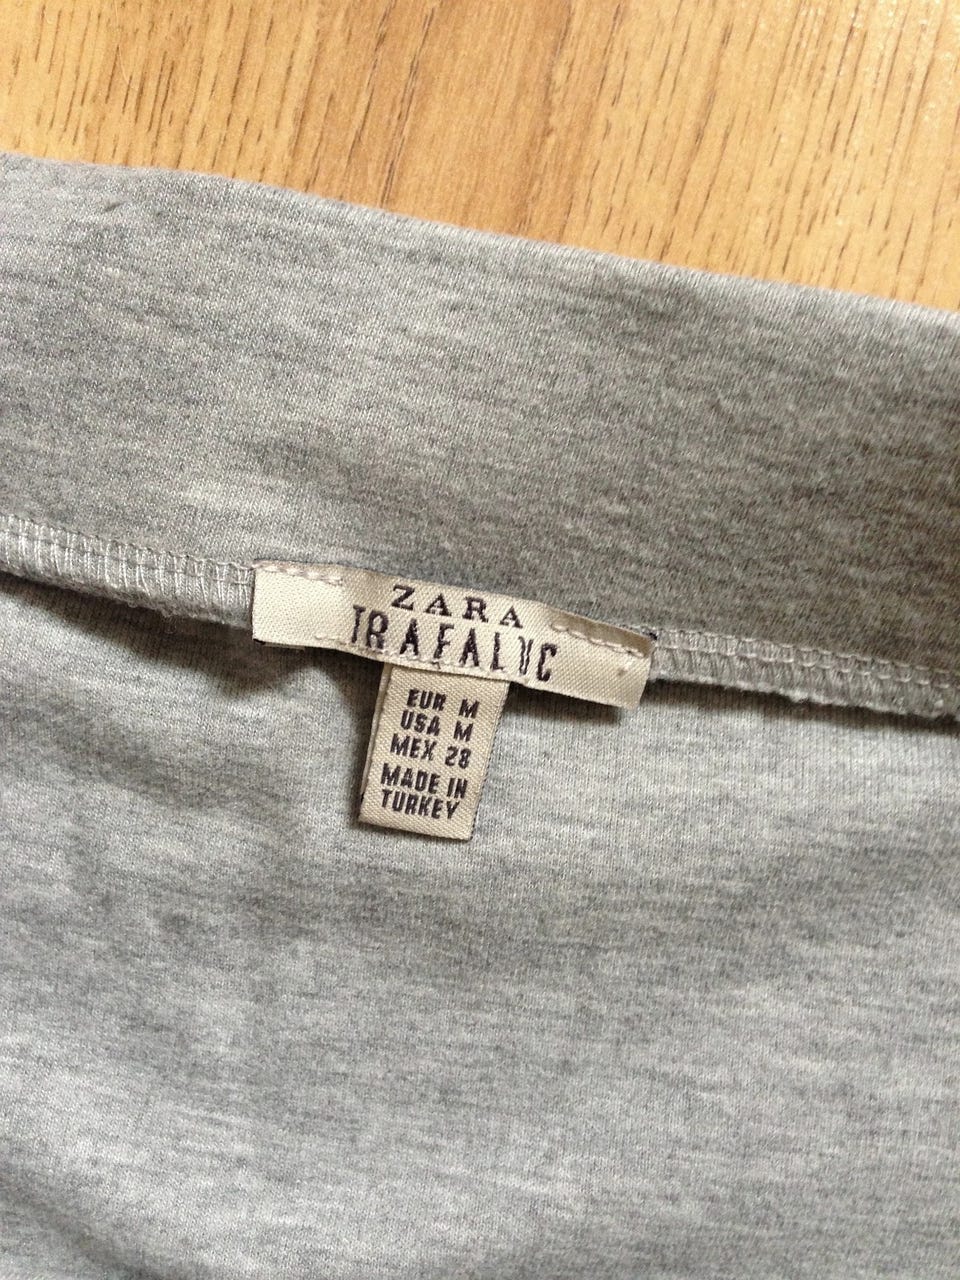 ZARA
TRAFALUC
EUR M
USA M
MEX 28
MADE IN
TURKEY